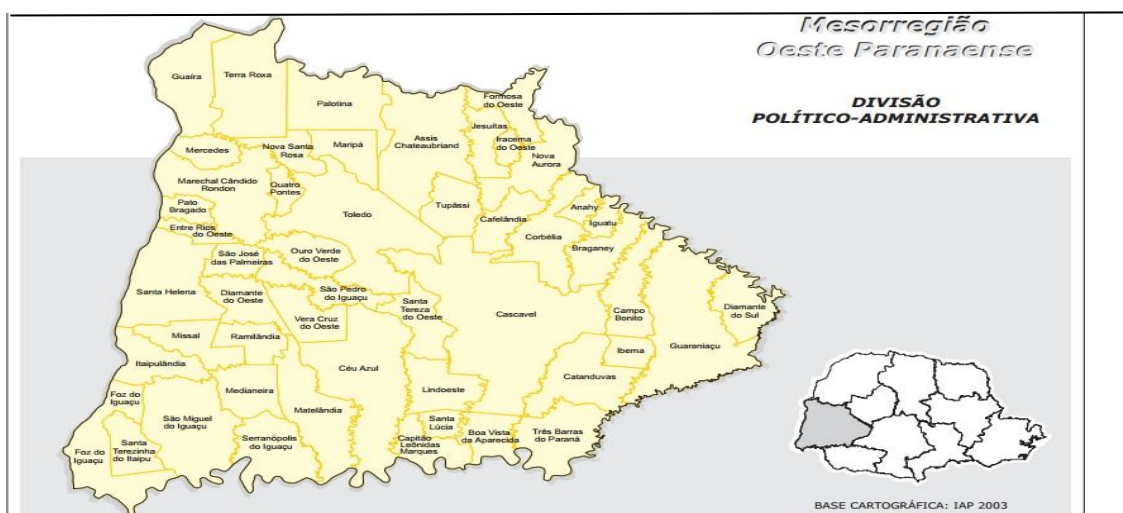 Mesorregião
Oeste Paranaense
DIVISÃO
POLÍTICO-ADMINISTRATIVA
Guaíra
Terra Roxa
Palotina
Formosa
do Oeste
Jesuítas
Assis
Chateaubriand
Iracema
do Oeste
Nova
Aurora
Mercedes
Nova Santa
Rosa
Maripá
Marechal Cândido
Rondon
Quatro
Pontes
Pato
Bragado
Toledo
Tupãssi
Cafelândia
Anahy
Iguatu
Corbélia
Braganey
Entre Rios
do Oeste
São José
das Palmeiras
Ouro Verde
do Oeste
Santa Helena
Diamante
do Oeste
São Pedro
do Iguaçu
Santa
Tereza
do Oeste
Vera Cruz
do Oeste
Cascavel
Campo
Bonito
Diamante
do Sul
Missal
Ramilândia
Ibema
Guaraniaçu
Itaipulândia
Céu Azul
Catanduvas
Foz do
Iguaçu
Medianeira
Lindoeste
São Miguel
do Iguaçu
Matelândia
Santa
Lúcia
Foz do
Iguaçu
Santa
Terezinha
do Itaipu
Serranópolis
do Iguaçu
Capitão
Leônidas
Marques
Boa Vista
da Aparecida
Três Barras
do Paraná
BASE CARTOGRÁFICA: IAP 2003